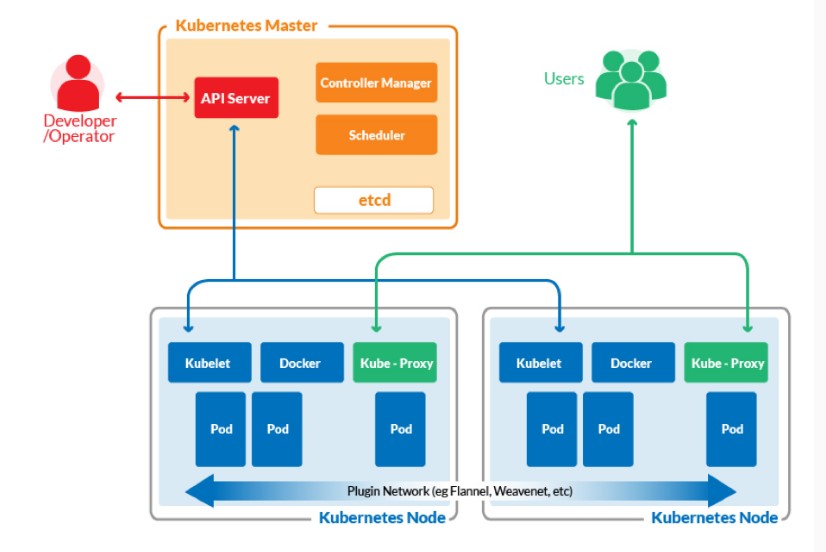 Kubernetes Master
API Server
Controller Manager
Scheduler
etcd
Developer
/Operator
Users
Kubelet
Docker
Kube - Proxy
Pod
Pod
Pod
Kubelet
Docker
Kube - Proxy
Pod
Pod
Pod
Plugin Network (eg Flannel, Weavenet, etc)
Kubernetes Node
Kubernetes Node